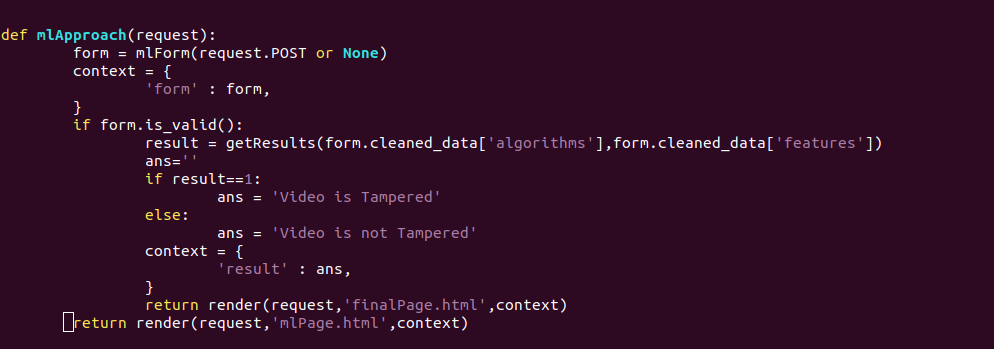 def mlApproach(request):
        form = mlForm(request.POST or None)
        context = {
                'form' : form,
        }
        if form.is_valid():
                result = getResults(form.cleaned_data['algorithms'],form.cleaned_data['features'])
                ans=''
                if result==1:
                        ans = 'Video is Tampered'
                else:
                        ans = 'Video is not Tampered'
                context = {
                        'result' : ans,
                }
                return render(request,'finalPage.html',context)
        return render(request,'mlPage.html',context)